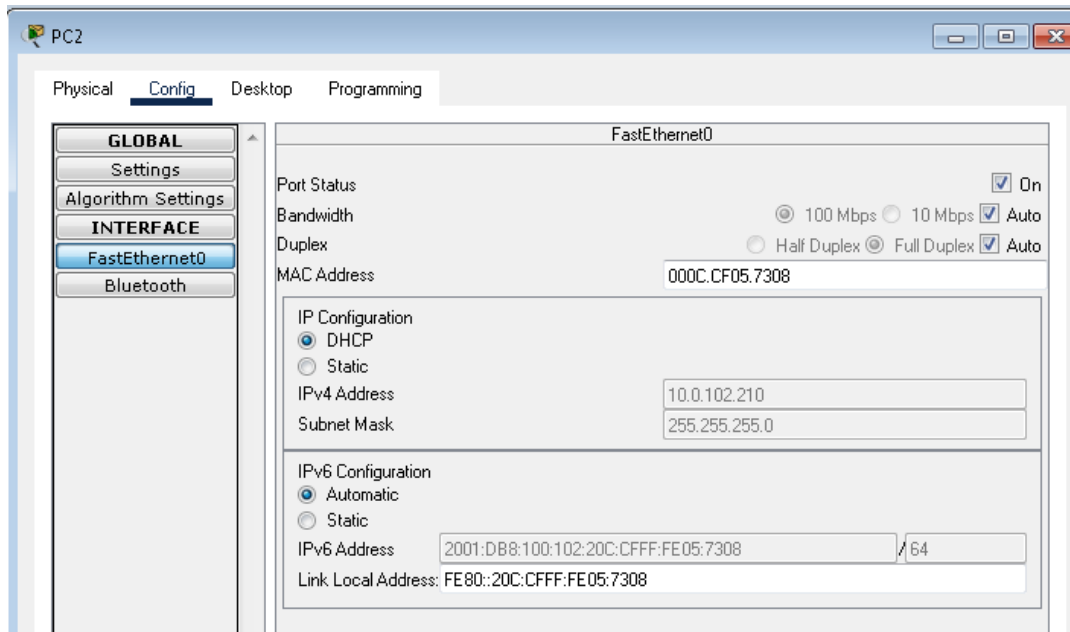 PC2
Physical Config Desktop Programming
GLOBAL
Settings
Algorithm Settings
INTERFACE
FastEthernet0
Bluetooth
FastEthernet0
Port Status On
Bandwidth 100 Mbps 10 Mbps Auto
Duplex Half Duplex Full Duplex Auto
MAC Address 000C.CF05.7308
IP Configuration
DHCP
Static
IPv4 Address 10.0.102.210
Subnet Mask 255.255.255.0
IPv6 Configuration
Automatic
Static
IPv6 Address 2001:DB8:100:102:20C:CFFF:FE05:7308 / 64
Link Local Address: FE80::20C:CFFF:FE05:7308